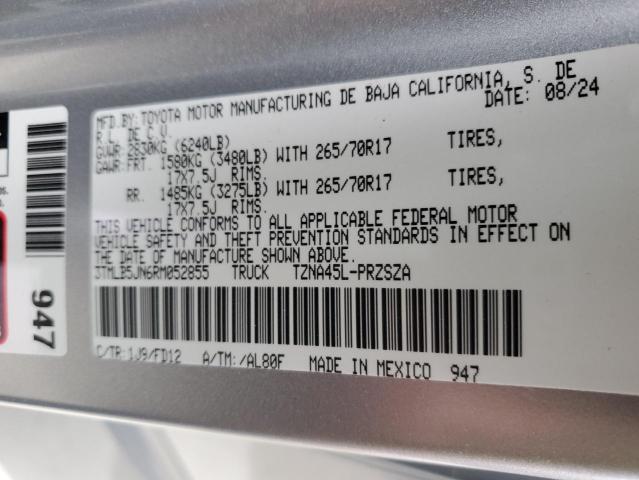 MFD.BY:TOYOTA MOTOR MANUFACTURING DE BAJA CALIFORNIA, S. DE
R.L. DE C.V. DATE: 08/24
GVWR: 2830KG (6240LB)
GAWR:FRT. 1580KG (3480LB) WITH 265/70R17 TIRES,
17X7.5J RIMS.
RR. 1485KG (3275LB) WITH 265/70R17 TIRES,
17X7.5J RIMS.
THIS VEHICLE CONFORMS TO ALL APPLICABLE FEDERAL MOTOR
VEHICLE SAFETY AND THEFT PREVENTION STANDARDS IN EFFECT ON
THE DATE OF MANUFACTURE SHOWN ABOVE.
3TMLB5JN6RM052855 TRUCK TZNA45L-PRZSZA
C/TR:1J9/FD12 A/TM:/AL80F MADE IN MEXICO 947
947